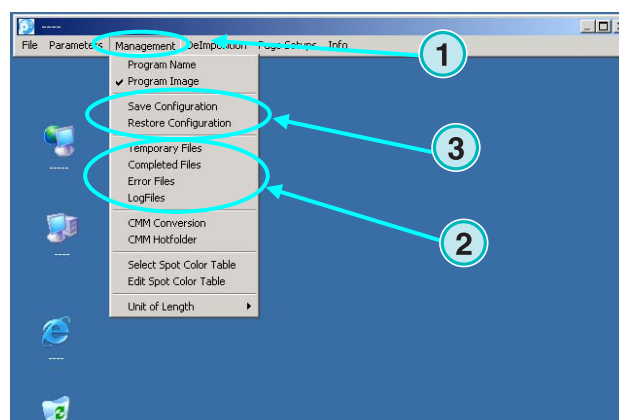 ----
File Parameters Management DeImposition Page Setups Info
1
Program Name
Program Image
Save Configuration
Restore Configuration
3
Temporary Files
Completed Files
Error Files
LogFiles
2
CMM Conversion
CMM Hotfolder
Select Spot Color Table
Edit Spot Color Table
Unit of Length
-----
----
----